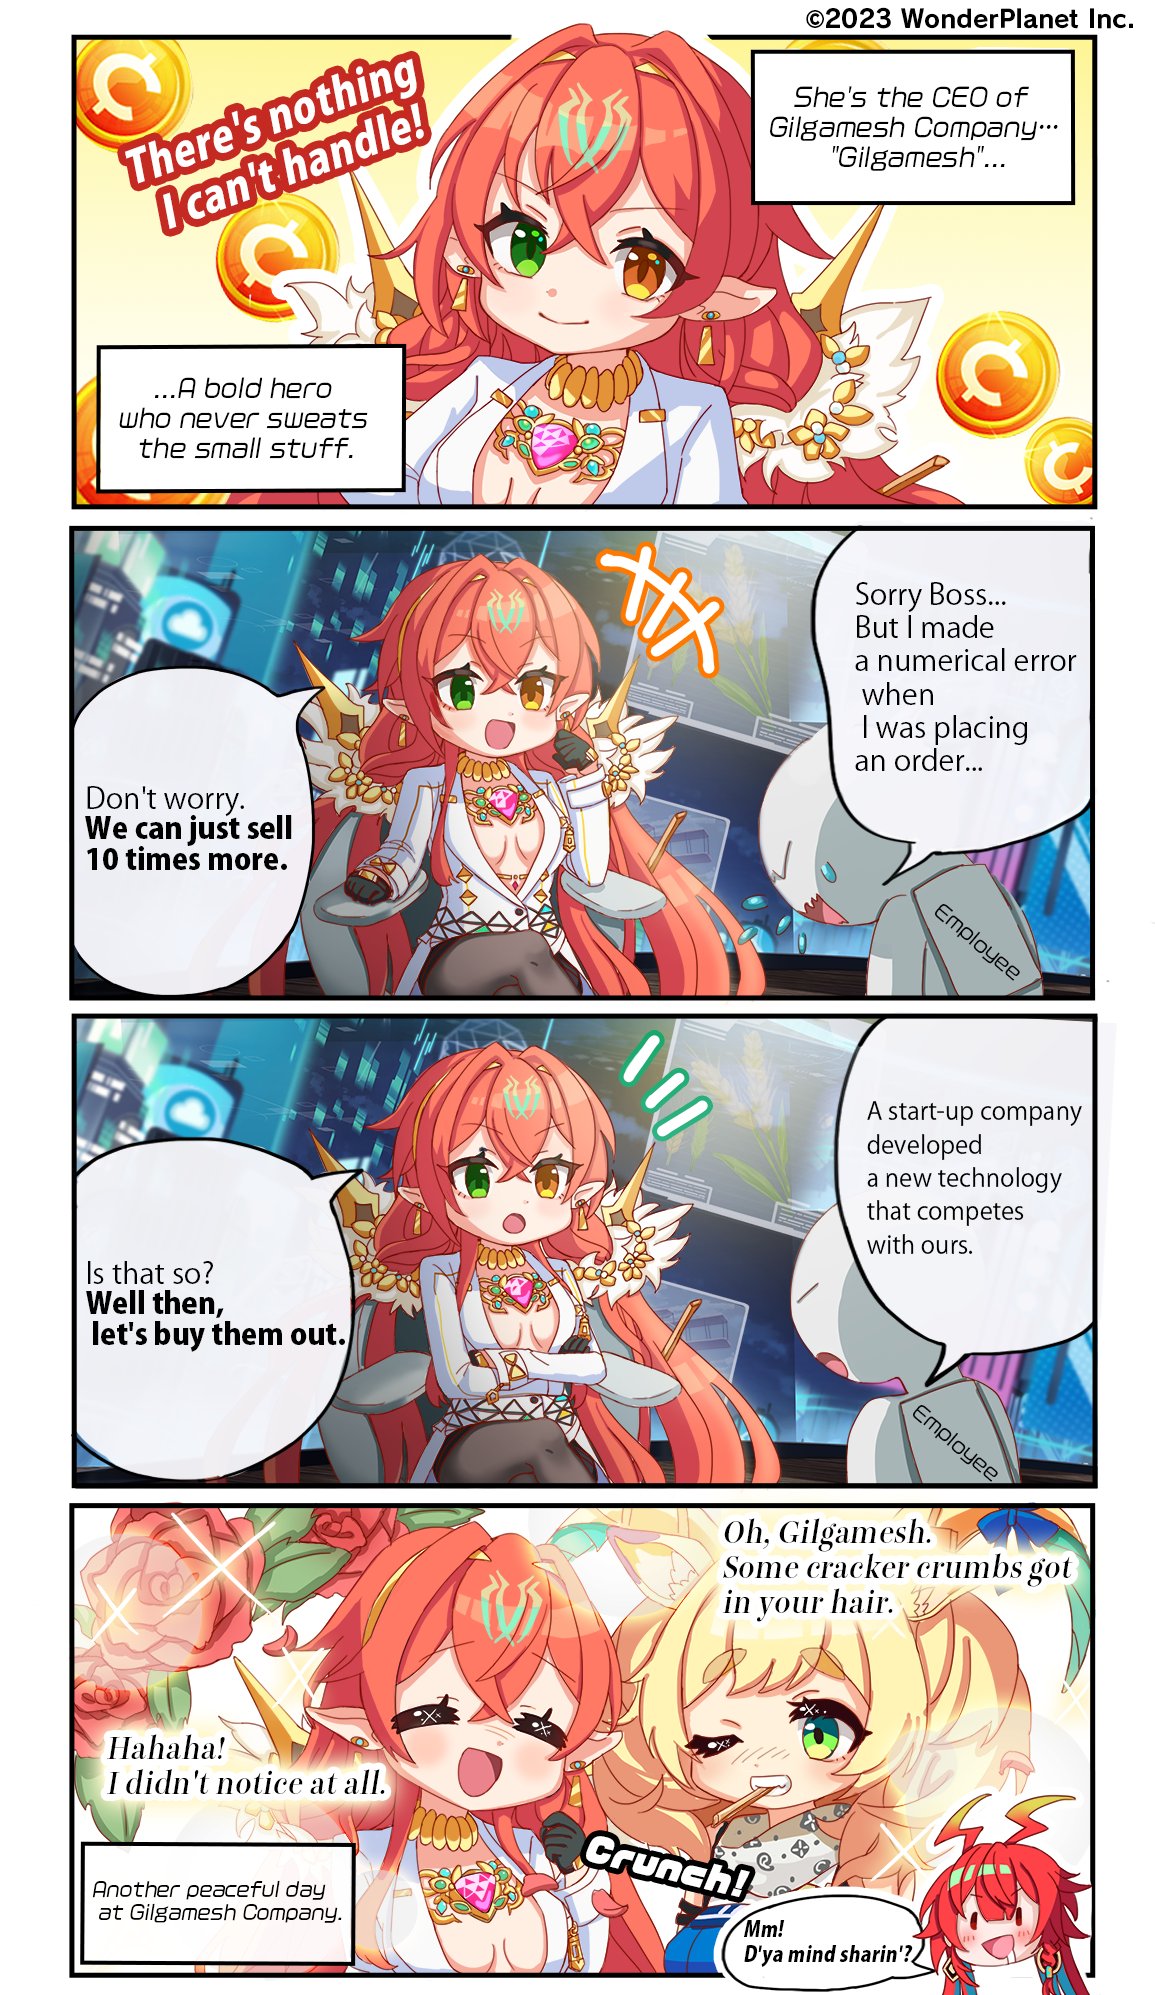 ©2023 WonderPlanet Inc.
There's nothing
I can't handle!
She's the CEO of
Gilgamesh Company…
"Gilgamesh"...
...A bold hero
who never sweats
the small stuff.
Sorry Boss...
But I made
a numerical error
when
I was placing
an order...
Don't worry.
We can just sell
10 times more.
Employee
A start-up company
developed
a new technology
that competes
with ours.
Is that so?
Well then,
let's buy them out.
Employee
Oh, Gilgamesh.
Some cracker crumbs got
in your hair.
Hahaha!
I didn't notice at all.
Crunch!
Another peaceful day
at Gilgamesh Company.
Mm!
D'ya mind sharin'?